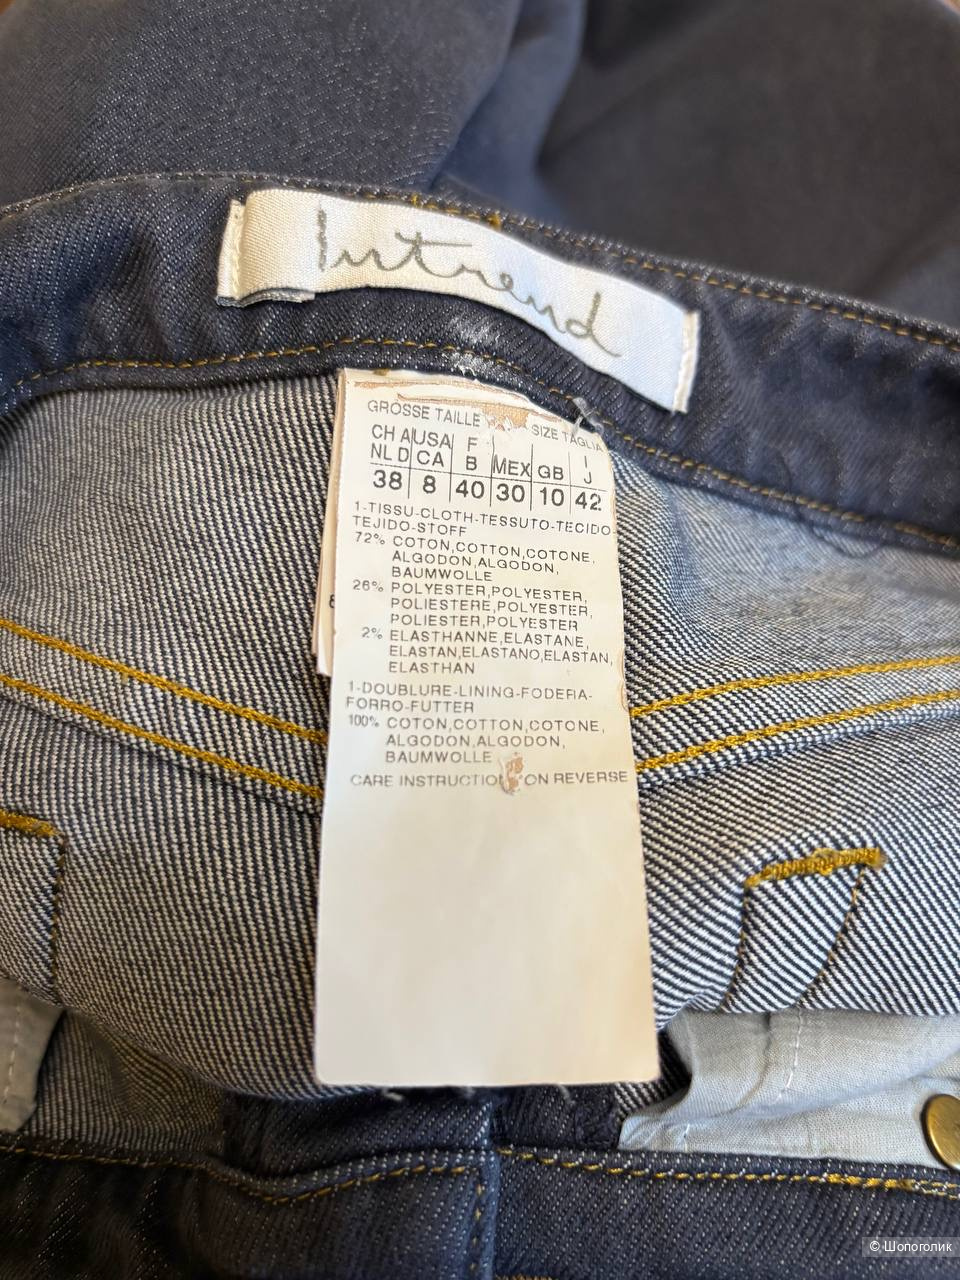 Intrend
GROSSE TAILLE SIZE TAGLIA
CH A USA F I
NL D CA B MEX GB J
38 8 40 30 10 42
1-TISSU-CLOTH-TESSUTO-TECIDO-
TEJIDO-STOFF
72% COTON,COTTON,COTONE,
ALGODON,ALGODON,
BAUMWOLLE
26% POLYESTER,POLYESTER,
POLIESTERE,POLYESTER,
POLIESTER,POLYESTER
2% ELASTHANNE,ELASTANE,
ELASTAN,ELASTANO,ELASTAN,
ELASTHAN
1-DOUBLURE-LINING-FODERA-
FORRO-FUTTER
100% COTON,COTTON,COTONE,
ALGODON,ALGODON,
BAUMWOLLE
CARE INSTRUCTION ON REVERSE
© Шопоголик